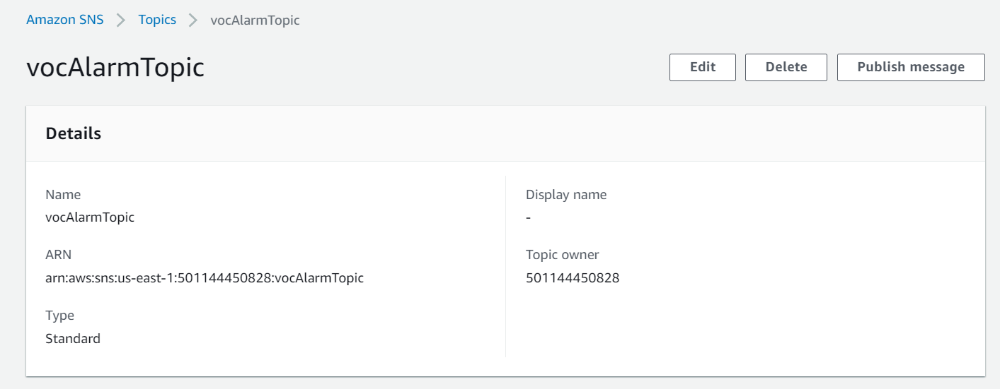 Amazon SNS > Topics > vocAlarmTopic
vocAlarmTopic
Edit Delete Publish message
Details
Name
vocAlarmTopic
ARN
arn:aws:sns:us-east-1:501144450828:vocAlarmTopic
Type
Standard
Display name
-
Topic owner
501144450828